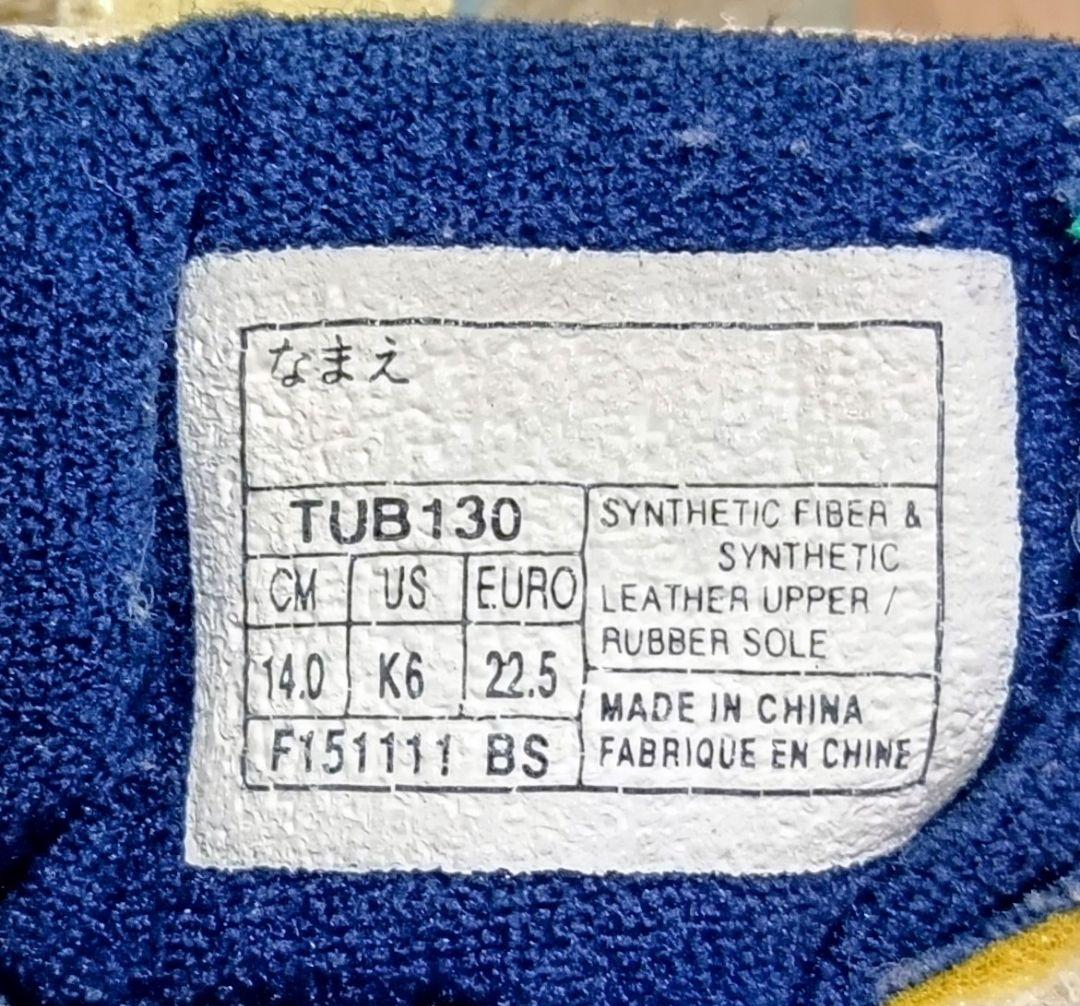 なまえ
TUB130
CM US EURO
14.0 K6 22.5
F151111 BS
SYNTHETIC FIBER &
SYNTHETIC
LEATHER UPPER /
RUBBER SOLE
MADE IN CHINA
FABRIQUE EN CHINE